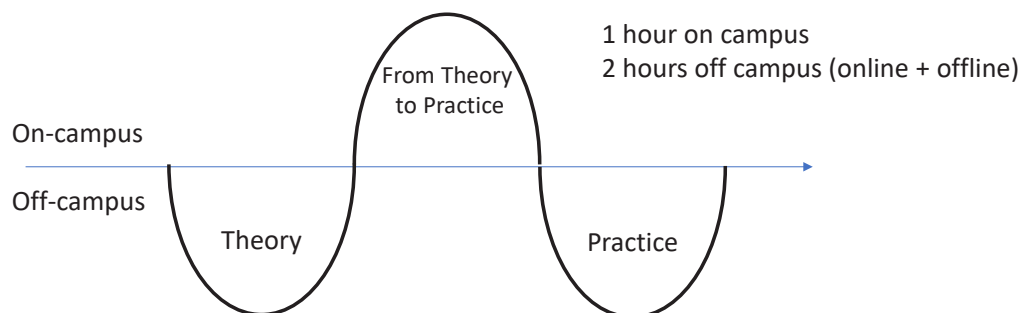 1 hour on campus
2 hours off campus (online + offline)
From Theory
to Practice
On-campus
Off-campus
Theory
Practice